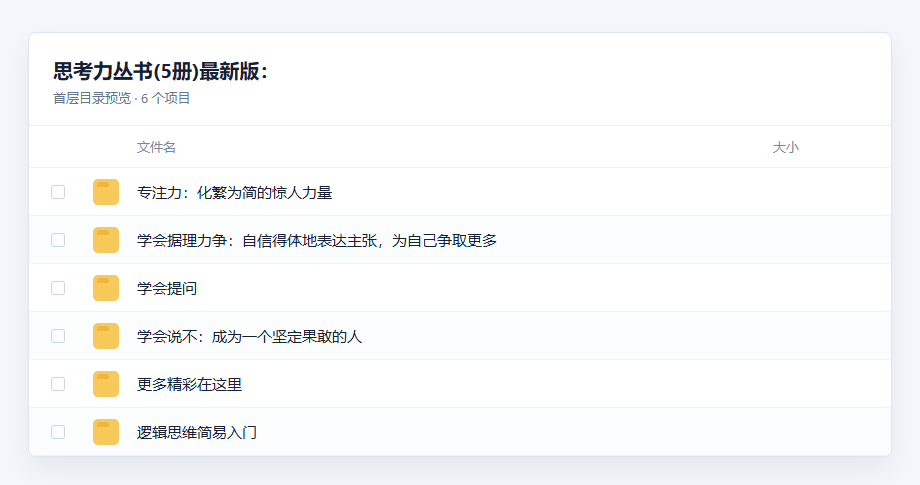 思考力丛书(5册)最新版：
首层目录预览 · 6 个项目
文件名 大小
专注力：化繁为简的惊人力量
学会据理力争：自信得体地表达主张，为自己争取更多
学会提问
学会说不：成为一个坚定果敢的人
更多精彩在这里
逻辑思维简易入门